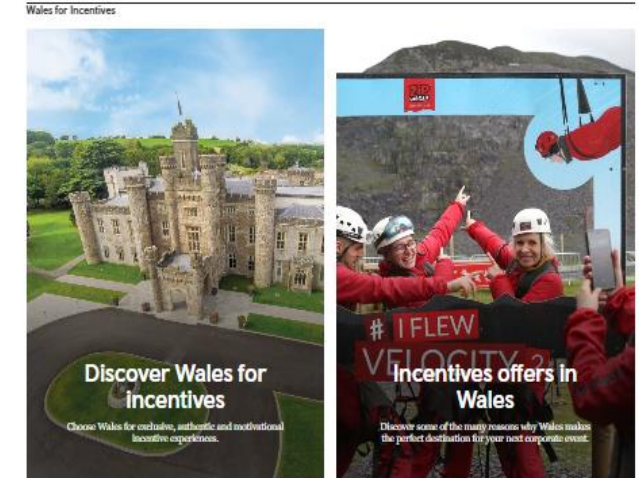 Wales for Incentives
Discover Wales for
incentives
Choose Wales for exclusive, authentic and motivational
incentive experiences.
ZIP
WORLD
# I FLEW
VELOCITY 2
Incentives offers in
Wales
Discover some of the many reasons why Wales makes
the perfect destination for your next corporate event.